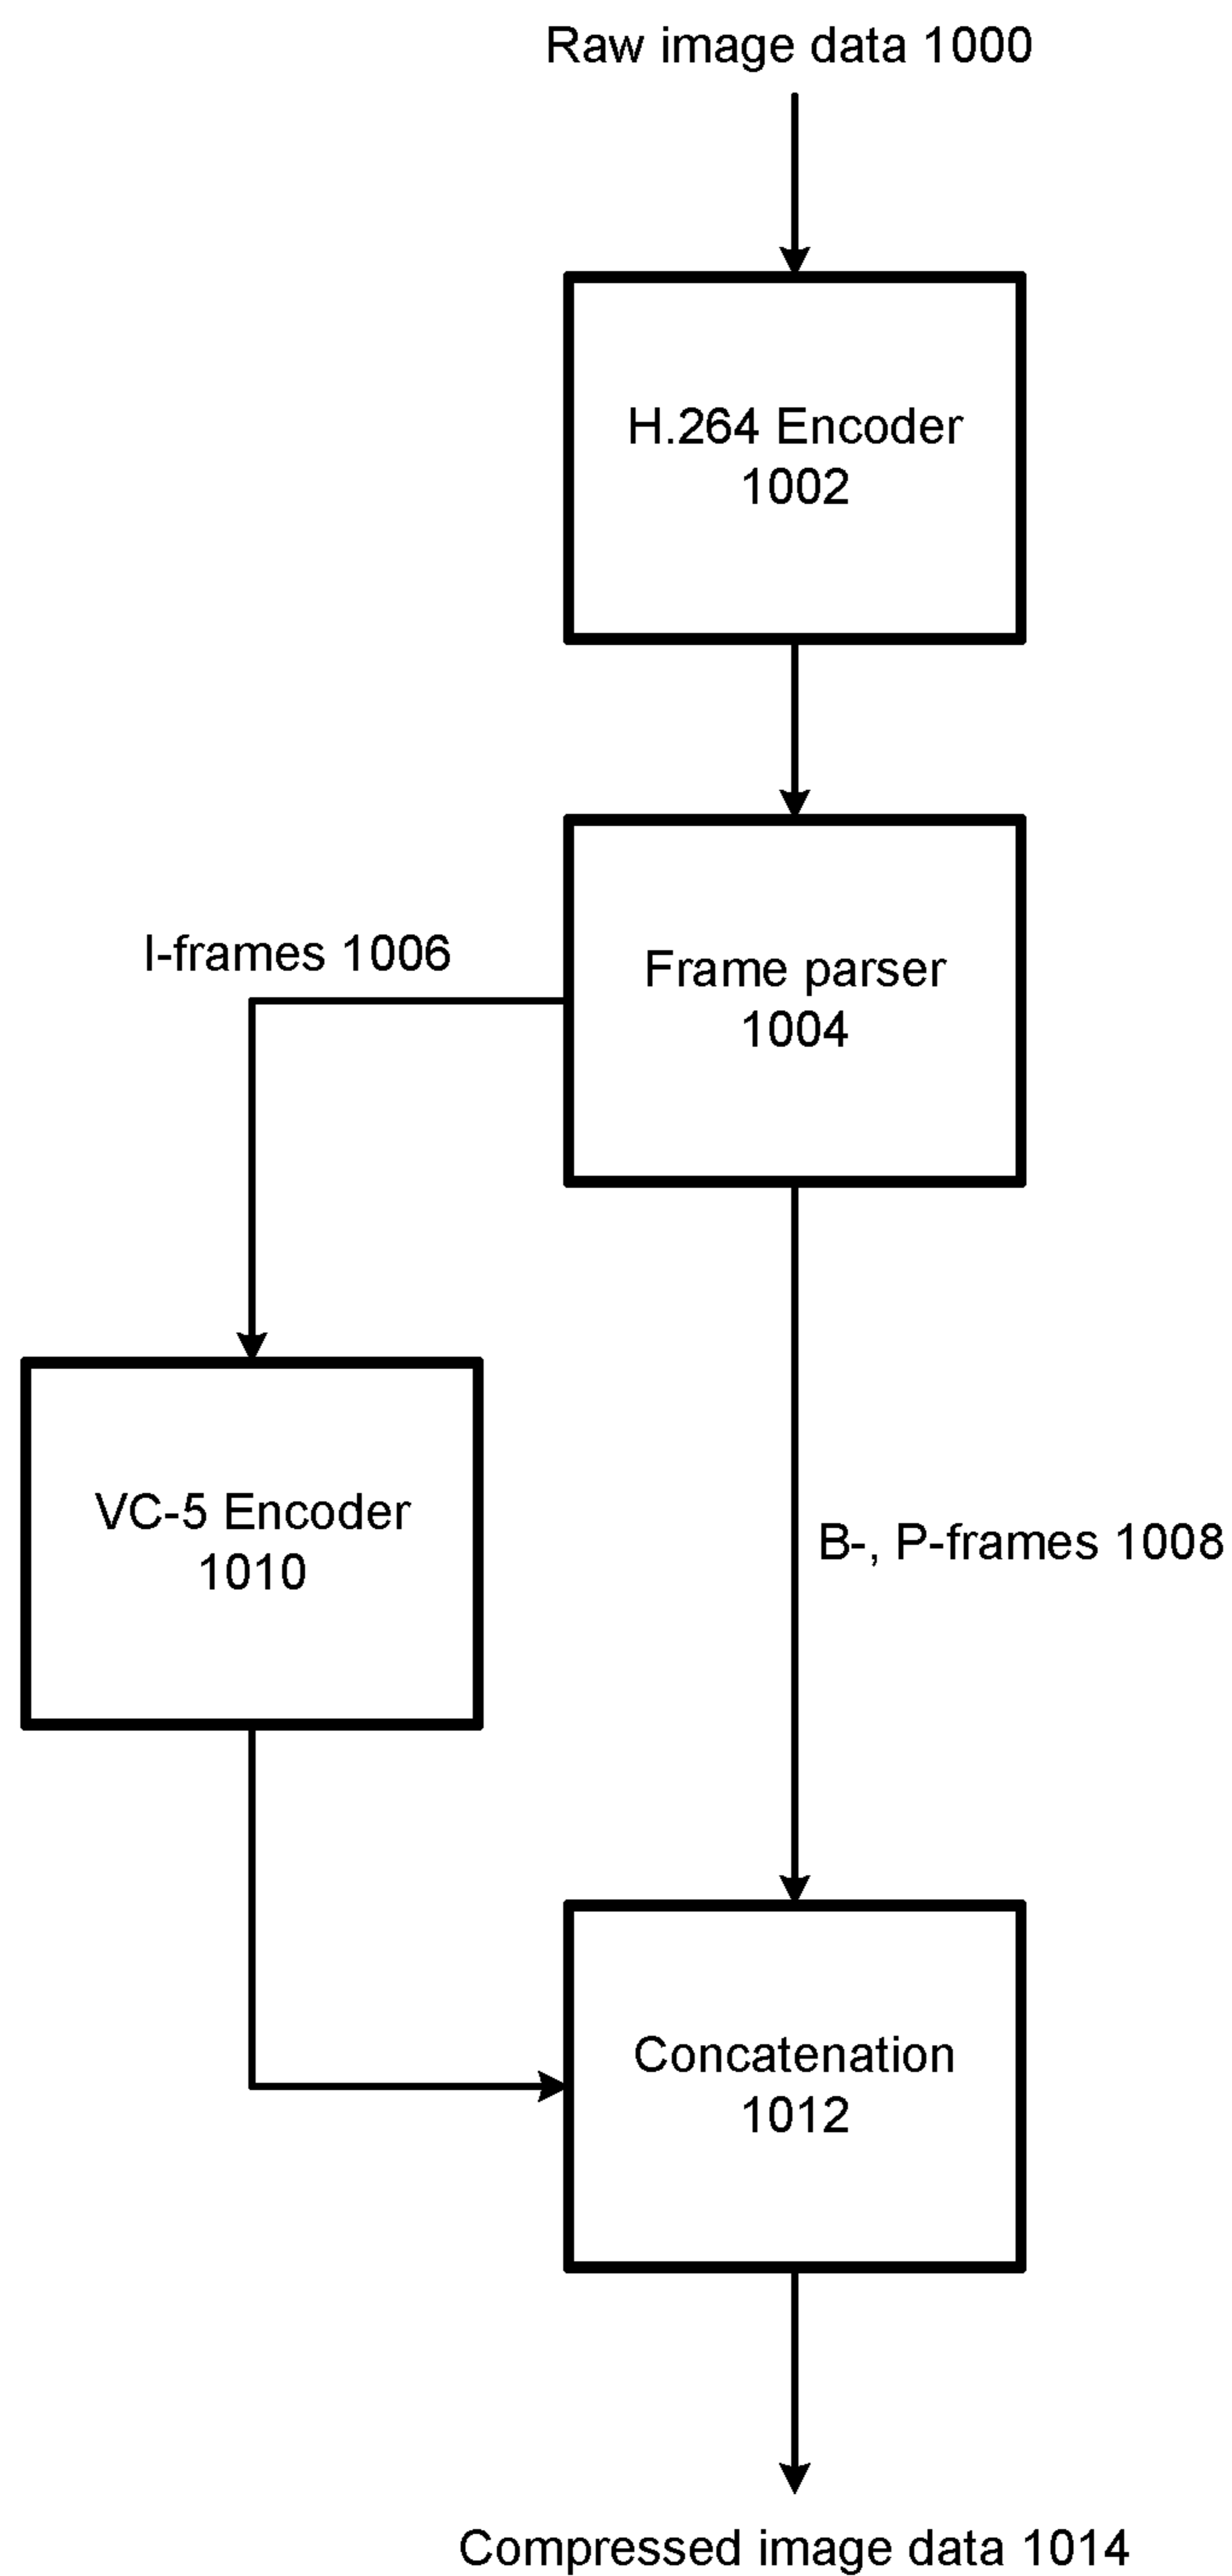 Raw image data 1000
H.264 Encoder
1002
I-frames 1006
Frame parser
1004
VC-5 Encoder
1010
B-, P-frames 1008
Concatenation
1012
Compressed image data 1014